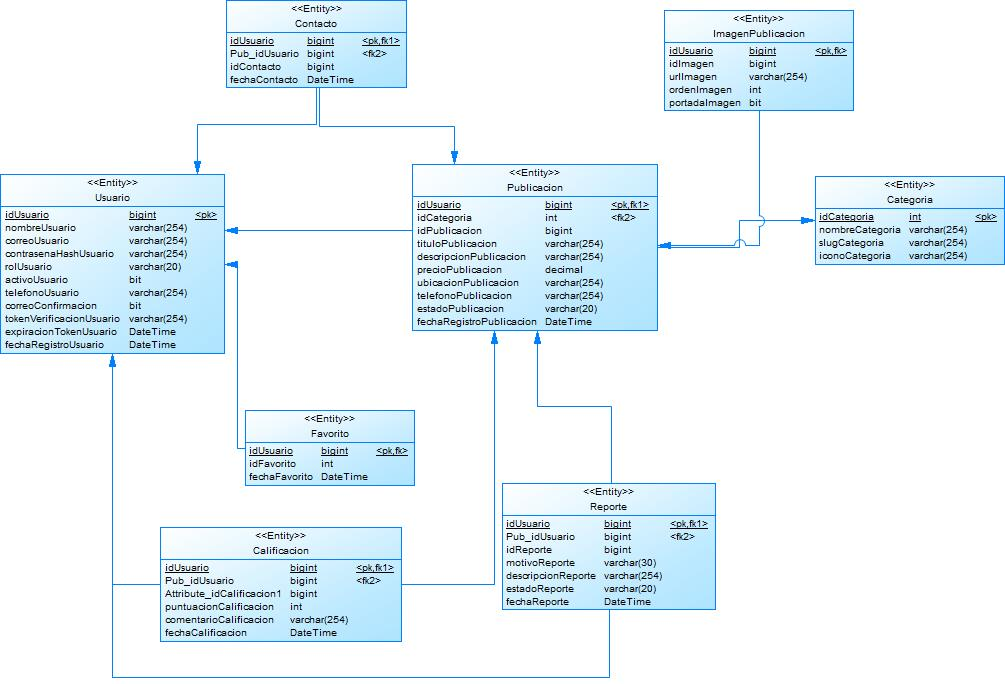 <<Entity>>
Contacto
idUsuario bigint <pk,fk1>
Pub_idUsuario bigint <fk2>
idContacto bigint
fechaContacto DateTime
<<Entity>>
ImagenPublicacion
idUsuario bigint <pk,fk>
idImagen bigint
urlImagen varchar(254)
ordenImagen int
portadaImagen bit
<<Entity>>
Usuario
idUsuario bigint <pk>
nombreUsuario varchar(254)
correoUsuario varchar(254)
contrasenaHashUsuario varchar(254)
rolUsuario varchar(20)
activoUsuario bit
telefonoUsuario varchar(254)
correoConfirmacion bit
tokenVerificacionUsuario varchar(254)
expiracionTokenUsuario DateTime
fechaRegistroUsuario DateTime
<<Entity>>
Publicacion
idUsuario bigint <pk,fk1>
idCategoria int <fk2>
idPublicacion bigint
tituloPublicacion varchar(254)
descripcionPublicacion varchar(254)
precioPublicacion decimal
ubicacionPublicacion varchar(254)
telefonoPublicacion varchar(254)
estadoPublicacion varchar(20)
fechaRegistroPublicacion DateTime
<<Entity>>
Categoria
idCategoria int <pk>
nombreCategoria varchar(254)
slugCategoria varchar(254)
iconoCategoria varchar(254)
<<Entity>>
Favorito
idUsuario bigint <pk,fk>
idFavorito int
fechaFavorito DateTime
<<Entity>>
Reporte
idUsuario bigint <pk,fk1>
Pub_idUsuario bigint <fk2>
idReporte bigint
motivoReporte varchar(30)
descripcionReporte varchar(254)
estadoReporte varchar(20)
fechaReporte DateTime
<<Entity>>
Calificacion
idUsuario bigint <pk,fk1>
Pub_idUsuario bigint <fk2>
Attribute_idCalificacion1 bigint
puntuacionCalificacion int
comentarioCalificacion varchar(254)
fechaCalificacion DateTime